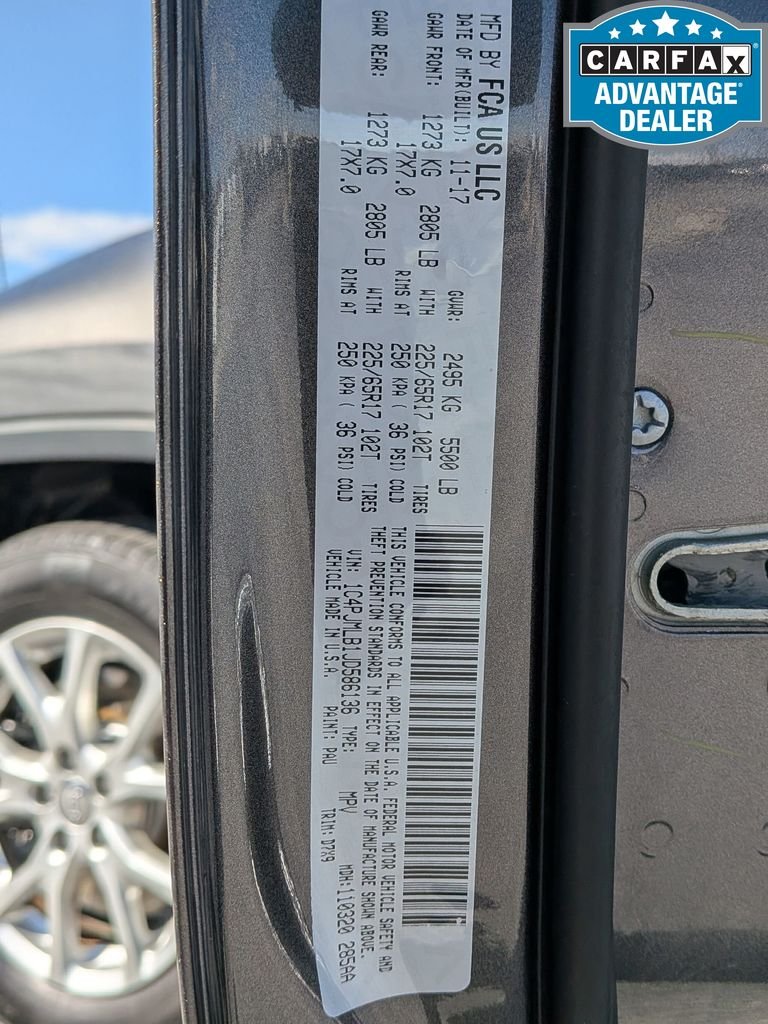 CARFAX
ADVANTAGE®
DEALER
MFD BY FCA US LLC
DATE OF MFR(BUILT): 11-17 GVWR: 2495 KG 5500 LB
GAWR FRONT: 1273 KG 2805 LB WITH 225/65R17 102T TIRES
17X7.0 RIMS AT 250 KPA ( 36 PSI) COLD
GAWR REAR: 1273 KG 2805 LB WITH 225/65R17 102T TIRES
17X7.0 RIMS AT 250 KPA ( 36 PSI) COLD
THIS VEHICLE CONFORMS TO ALL APPLICABLE U.S.A. FEDERAL MOTOR VEHICLE SAFETY AND
THEFT PREVENTION STANDARDS IN EFFECT ON THE DATE OF MANUFACTURE SHOWN ABOVE.
VIN: 1C4PJMLB1JD586136 TYPE: MPV MDH:110320 285AA
VEHICLE MADE IN U.S.A. PAINT: PAU TRIM: D7X9